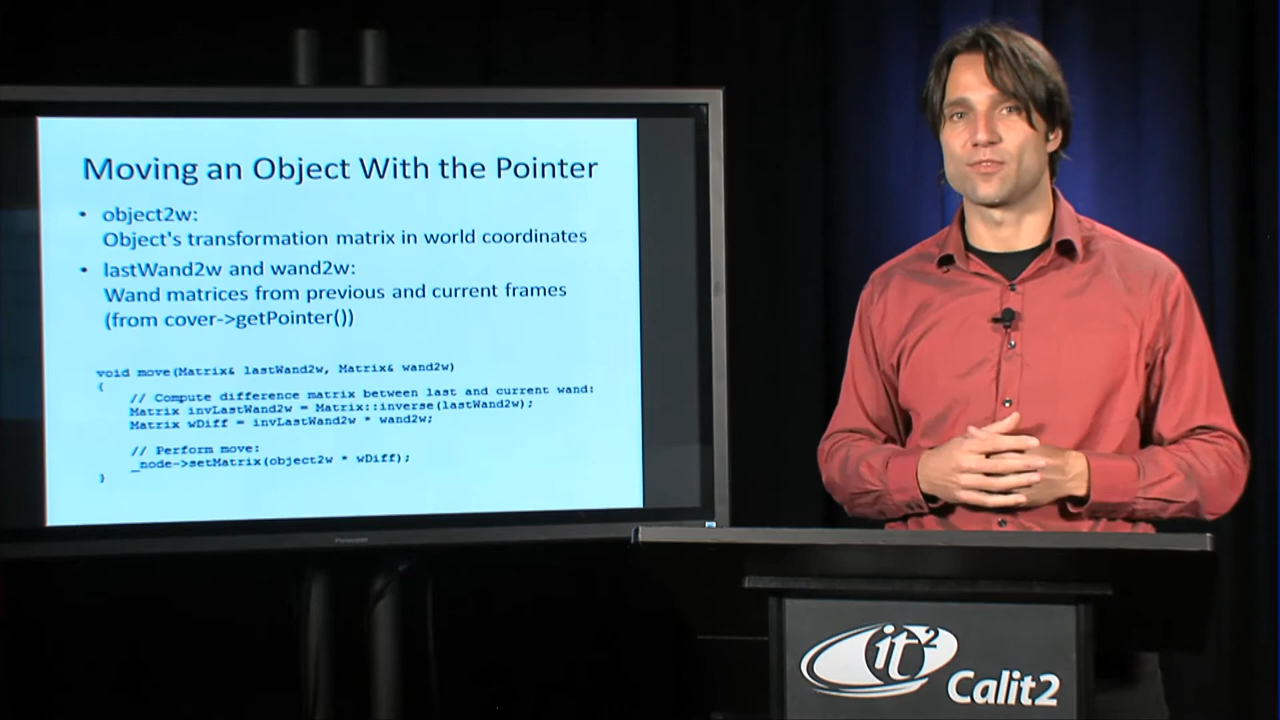 Moving an Object With the Pointer
• object2w:
Object's transformation matrix in world coordinates
• lastWand2w and wand2w:
Wand matrices from previous and current frames
(from cover->getPointer())
void move(Matrix& lastWand2w, Matrix& wand2w)
{
// Compute difference matrix between last and current wand:
Matrix invLastWand2w = Matrix::inverse(lastWand2w);
Matrix wDiff = invLastWand2w * wand2w;
// Perform move:
_node->setMatrix(object2w * wDiff);
}
Panasonic
it2
Calit2